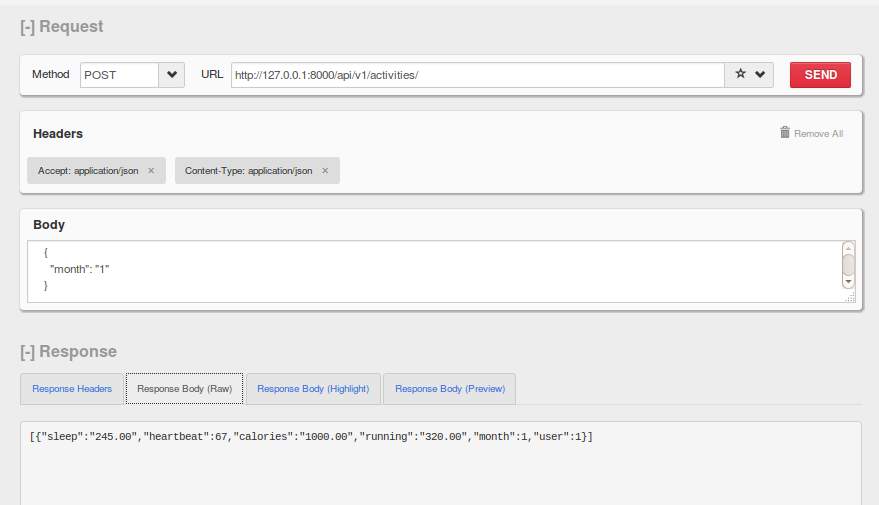 [-] Request
Method POST URL http://127.0.0.1:8000/api/v1/activities/ SEND
Headers Remove All
Accept: application/json × Content-Type: application/json ×
Body
{
"month": "1"
}
[-] Response
Response Headers Response Body (Raw) Response Body (Highlight) Response Body (Preview)
[{"sleep":"245.00","heartbeat":67,"calories":"1000.00","running":"320.00","month":1,"user":1}]